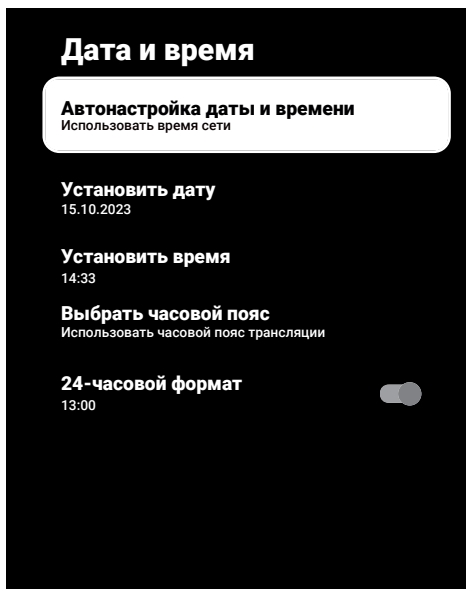 Дата и время
Автонастройка даты и времени
Использовать время сети
Установить дату
15.10.2023
Установить время
14:33
Выбрать часовой пояс
Использовать часовой пояс трансляции
24-часовой формат
13:00